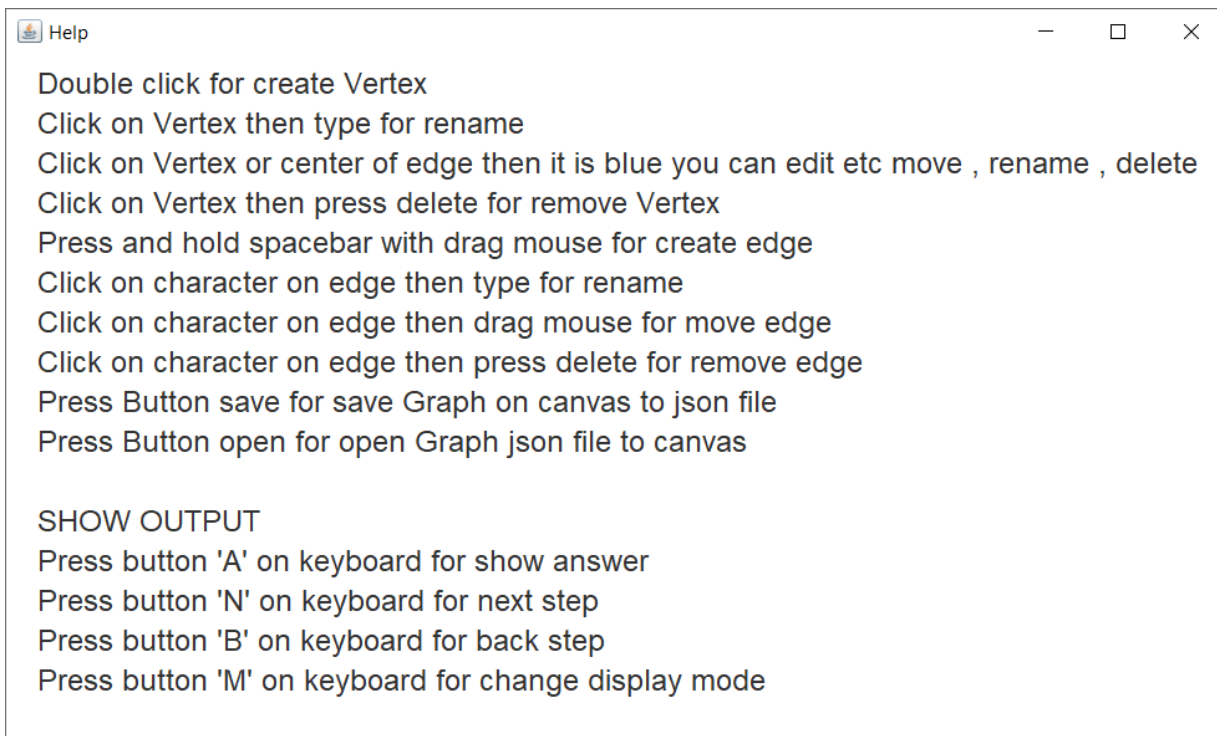 Help
Double click for create Vertex
Click on Vertex then type for rename
Click on Vertex or center of edge then it is blue you can edit etc move , rename , delete
Click on Vertex then press delete for remove Vertex
Press and hold spacebar with drag mouse for create edge
Click on character on edge then type for rename
Click on character on edge then drag mouse for move edge
Click on character on edge then press delete for remove edge
Press Button save for save Graph on canvas to json file
Press Button open for open Graph json file to canvas
SHOW OUTPUT
Press button 'A' on keyboard for show answer
Press button 'N' on keyboard for next step
Press button 'B' on keyboard for back step
Press button 'M' on keyboard for change display mode